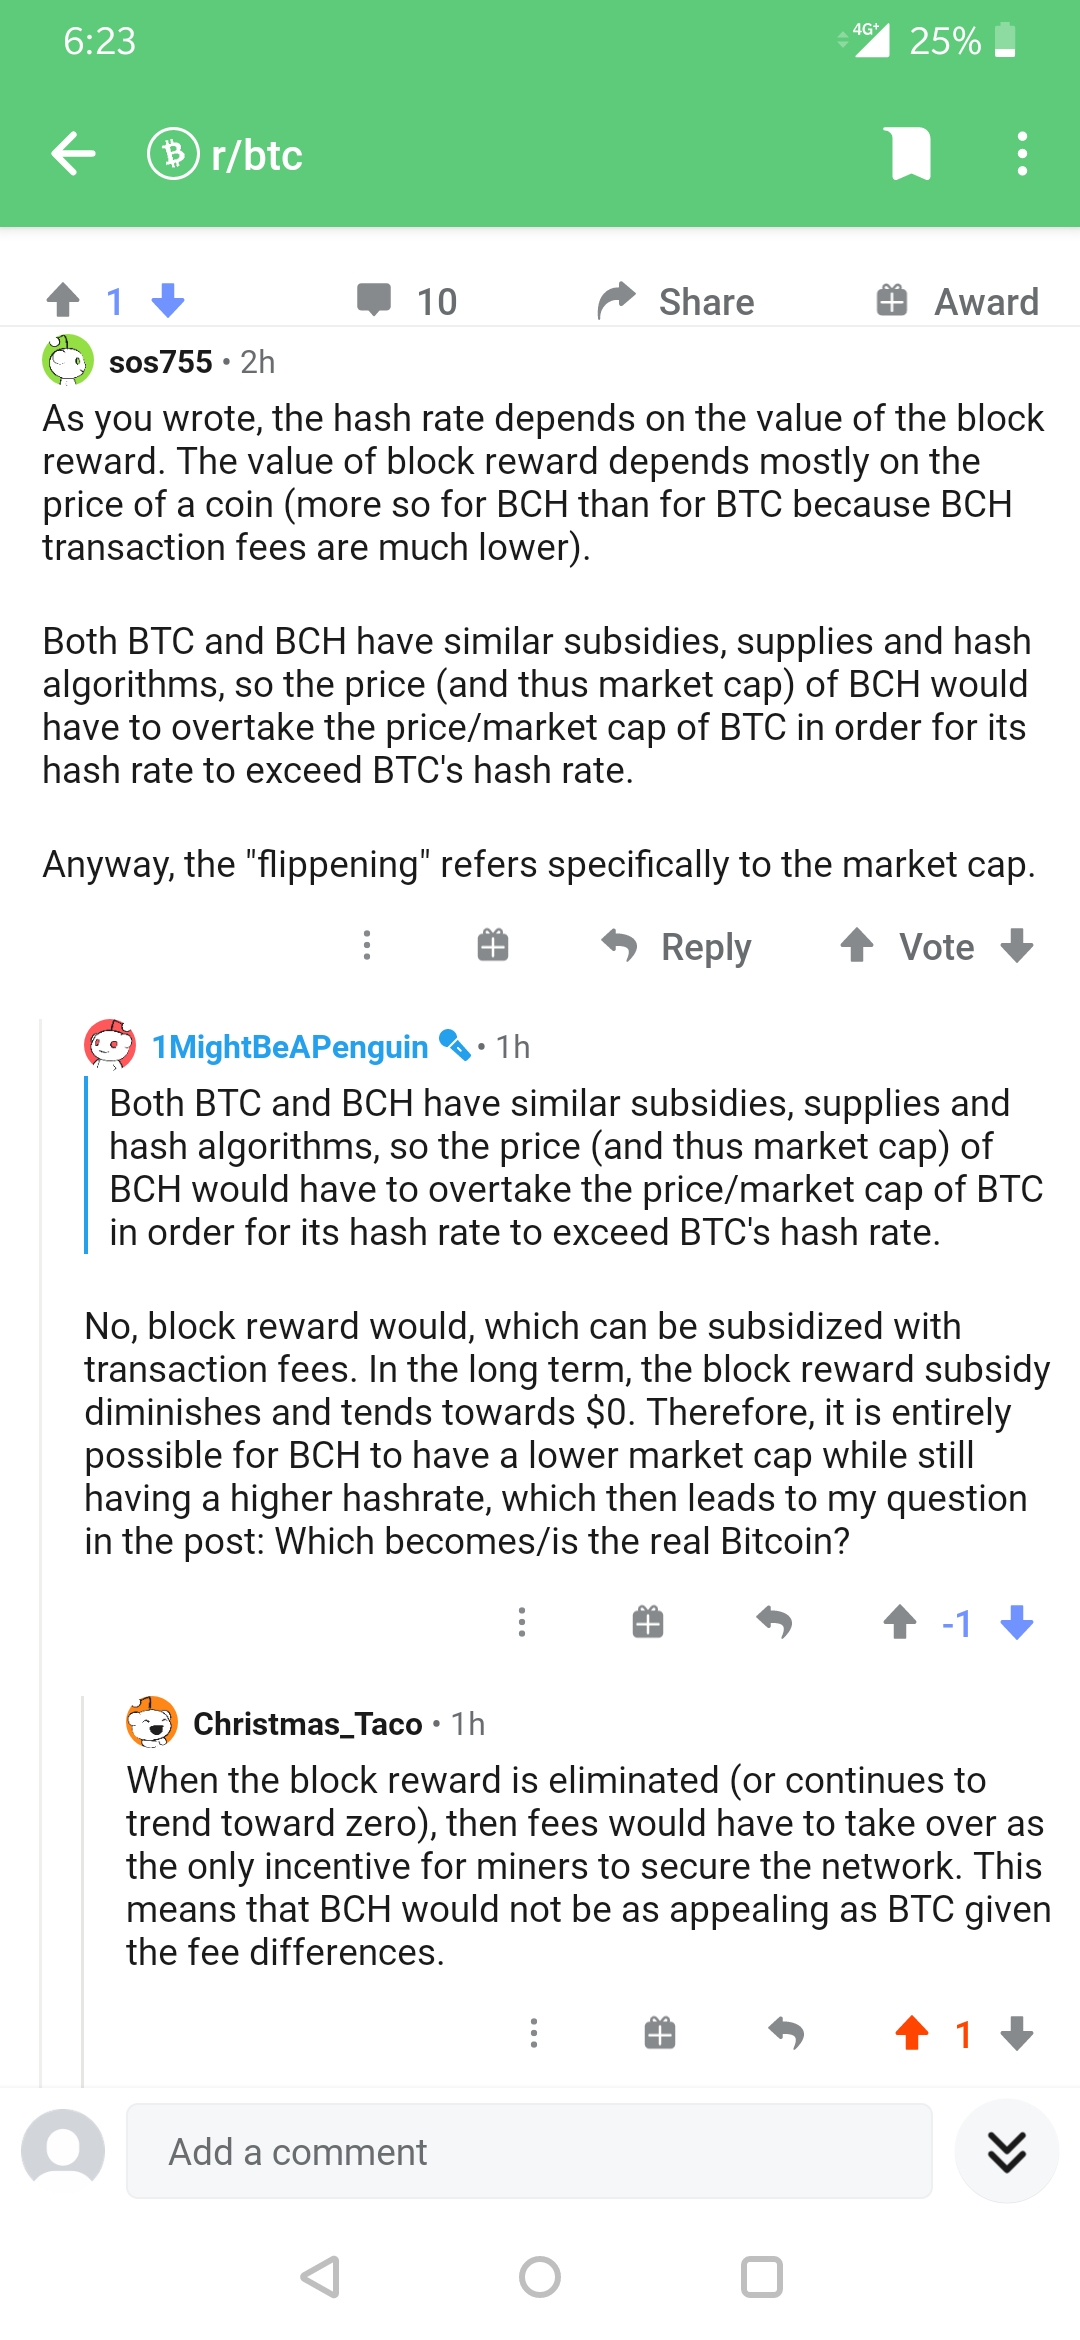 6:23
4G+ 25%
r/btc
1
10
Share
Award
sos755 • 2h
As you wrote, the hash rate depends on the value of the block
reward. The value of block reward depends mostly on the
price of a coin (more so for BCH than for BTC because BCH
transaction fees are much lower).
Both BTC and BCH have similar subsidies, supplies and hash
algorithms, so the price (and thus market cap) of BCH would
have to overtake the price/market cap of BTC in order for its
hash rate to exceed BTC's hash rate.
Anyway, the "flippening" refers specifically to the market cap.
Reply
Vote
1MightBeAPenguin • 1h
Both BTC and BCH have similar subsidies, supplies and
hash algorithms, so the price (and thus market cap) of
BCH would have to overtake the price/market cap of BTC
in order for its hash rate to exceed BTC's hash rate.
No, block reward would, which can be subsidized with
transaction fees. In the long term, the block reward subsidy
diminishes and tends towards $0. Therefore, it is entirely
possible for BCH to have a lower market cap while still
having a higher hashrate, which then leads to my question
in the post: Which becomes/is the real Bitcoin?
-1
Christmas_Taco • 1h
When the block reward is eliminated (or continues to
trend toward zero), then fees would have to take over as
the only incentive for miners to secure the network. This
means that BCH would not be as appealing as BTC given
the fee differences.
1
Add a comment